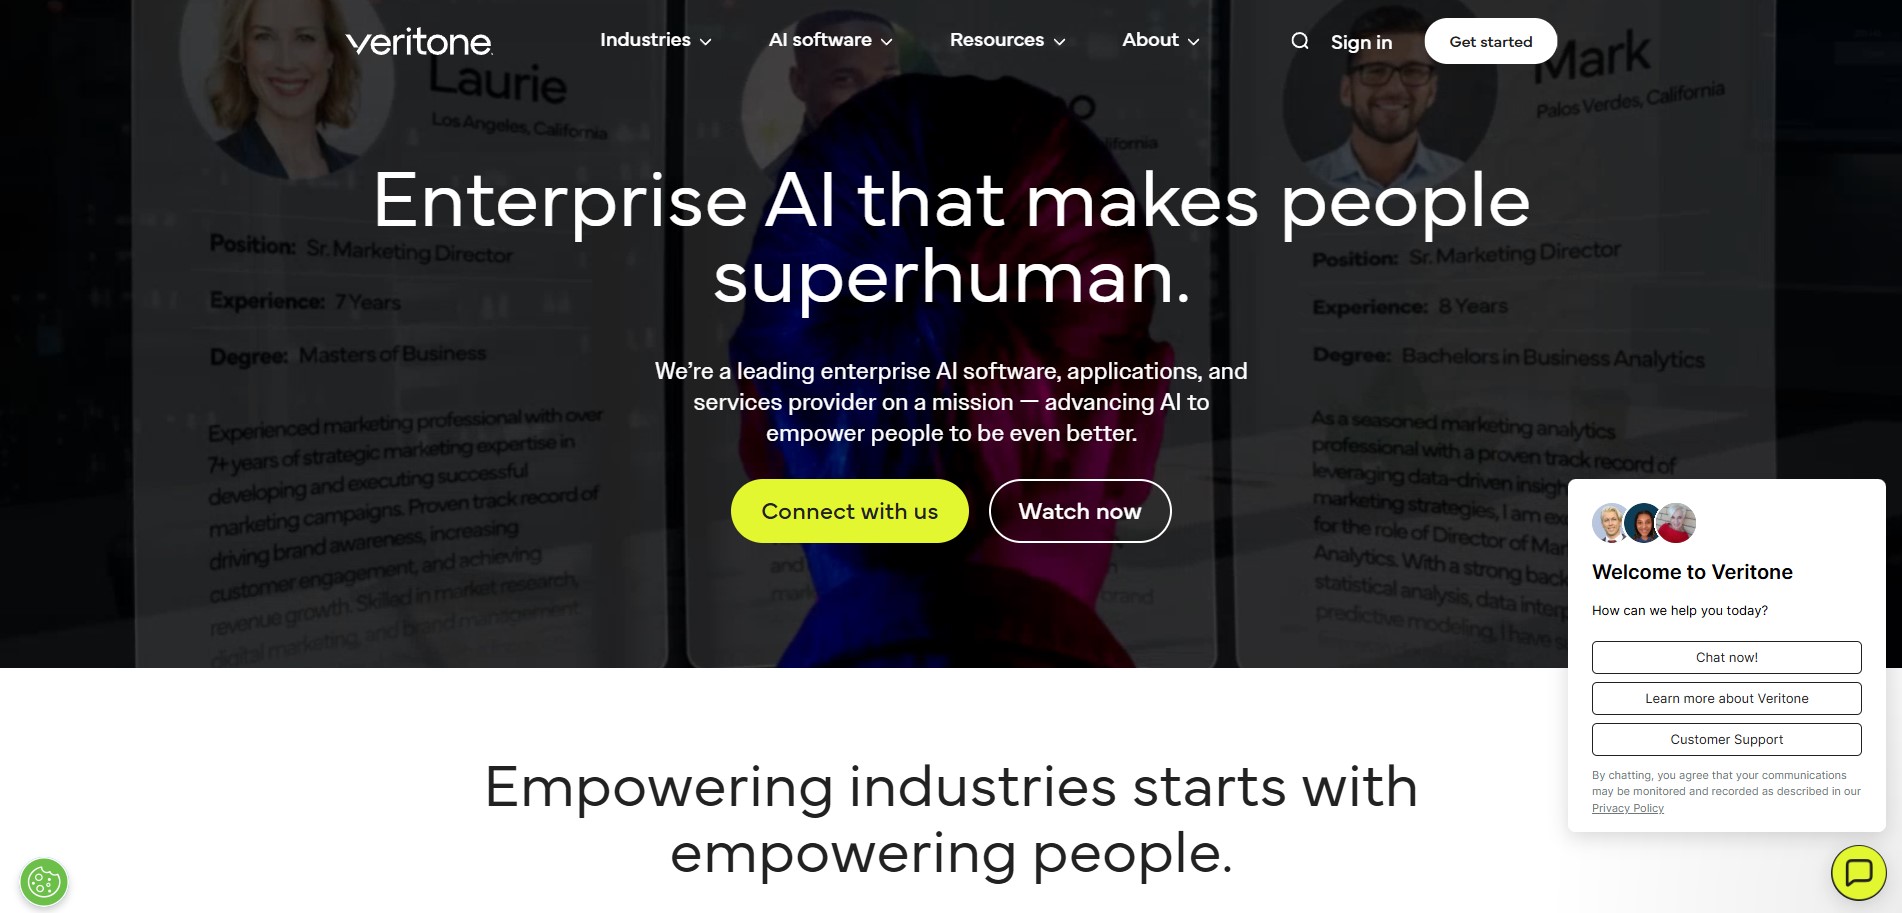 veritone
Industries
AI software
Resources
About
Sign in
Get started
Laurie
Los Angeles, California
Mark
Palos Verdes, California
Enterprise AI that makes people
superhuman.
Position: Sr. Marketing Director
Experience: 7 Years
Degree: Masters of Business
Experienced marketing professional with over
7+ years of strategic marketing expertise in
developing and executing successful
marketing campaigns. Proven track record of
driving brand awareness, increasing
customer engagement, and achieving
revenue growth. Skilled in market research,
digital marketing, and brand management
Position: Sr. Marketing Director
Experience: 8 Years
Degree: Bachelors in Business Analytics
As a seasoned marketing analytics
professional with a proven track record of
leveraging data-driven
marketing strategies, I am
for the role of Director of
Analytics. With a strong
statistical analysis, data
predictive modeling, I have
We're a leading enterprise AI software, applications, and
services provider on a mission — advancing AI to
empower people to be even better.
Connect with us
Watch now
and
brand
Welcome to Veritone
How can we help you today?
Chat now!
Learn more about Veritone
Customer Support
By chatting, you agree that your communications
may be monitored and recorded as described in our
Privacy Policy
Empowering industries starts with
empowering people.